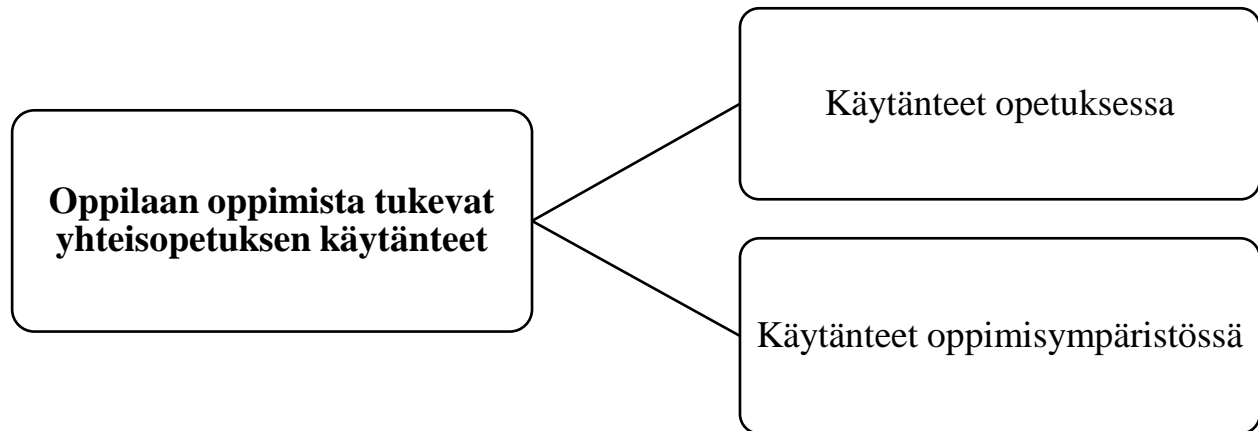 Oppilaan oppimista tukevat
yhteisopetuksen käytänteet
Käytänteet opetuksessa
Käytänteet oppimisympäristössä